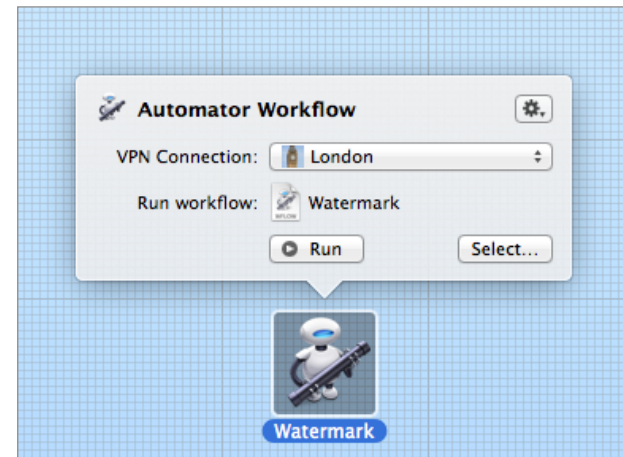 Automator Workflow
VPN Connection: London
Run workflow: Watermark
Run Select...
Watermark